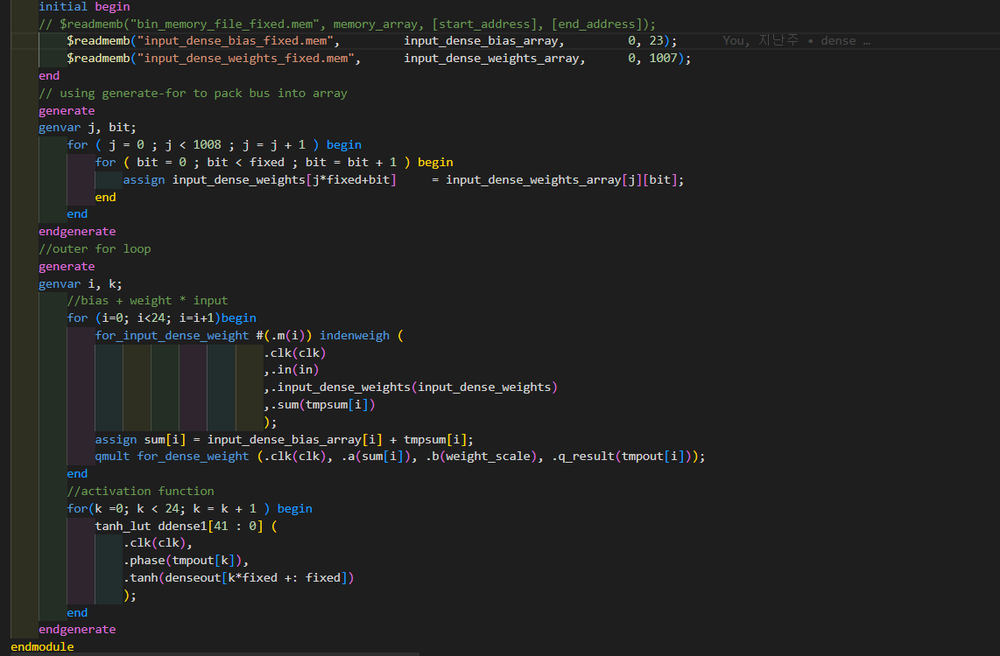 initial begin
// $readmemb("bin_memory_file_fixed.mem", memory_array, [start_address], [end_address]);
$readmemb("input_dense_bias_fixed.mem", input_dense_bias_array, 0, 23); You, 지난주 • dense …
$readmemb("input_dense_weights_fixed.mem", input_dense_weights_array, 0, 1007);
end
// using generate-for to pack bus into array
generate
genvar j, bit;
for ( j = 0 ; j < 1008 ; j = j + 1 ) begin
for ( bit = 0 ; bit < fixed ; bit = bit + 1 ) begin
assign input_dense_weights[j*fixed+bit] = input_dense_weights_array[j][bit];
end
end
endgenerate
//outer for loop
generate
genvar i, k;
//bias + weight * input
for (i=0; i<24; i=i+1)begin
for_input_dense_weight #(.m(i)) indenweigh (
.clk(clk)
,.in(in)
,.input_dense_weights(input_dense_weights)
,.sum(tmpsum[i])
);
assign sum[i] = input_dense_bias_array[i] + tmpsum[i];
qmult for_dense_weight (.clk(clk), .a(sum[i]), .b(weight_scale), .q_result(tmpout[i]));
end
//activation function
for(k =0; k < 24; k = k + 1 ) begin
tanh_lut ddense1[41 : 0] (
.clk(clk),
.phase(tmpout[k]),
.tanh(denseout[k*fixed +: fixed])
);
end
endgenerate
endmodule